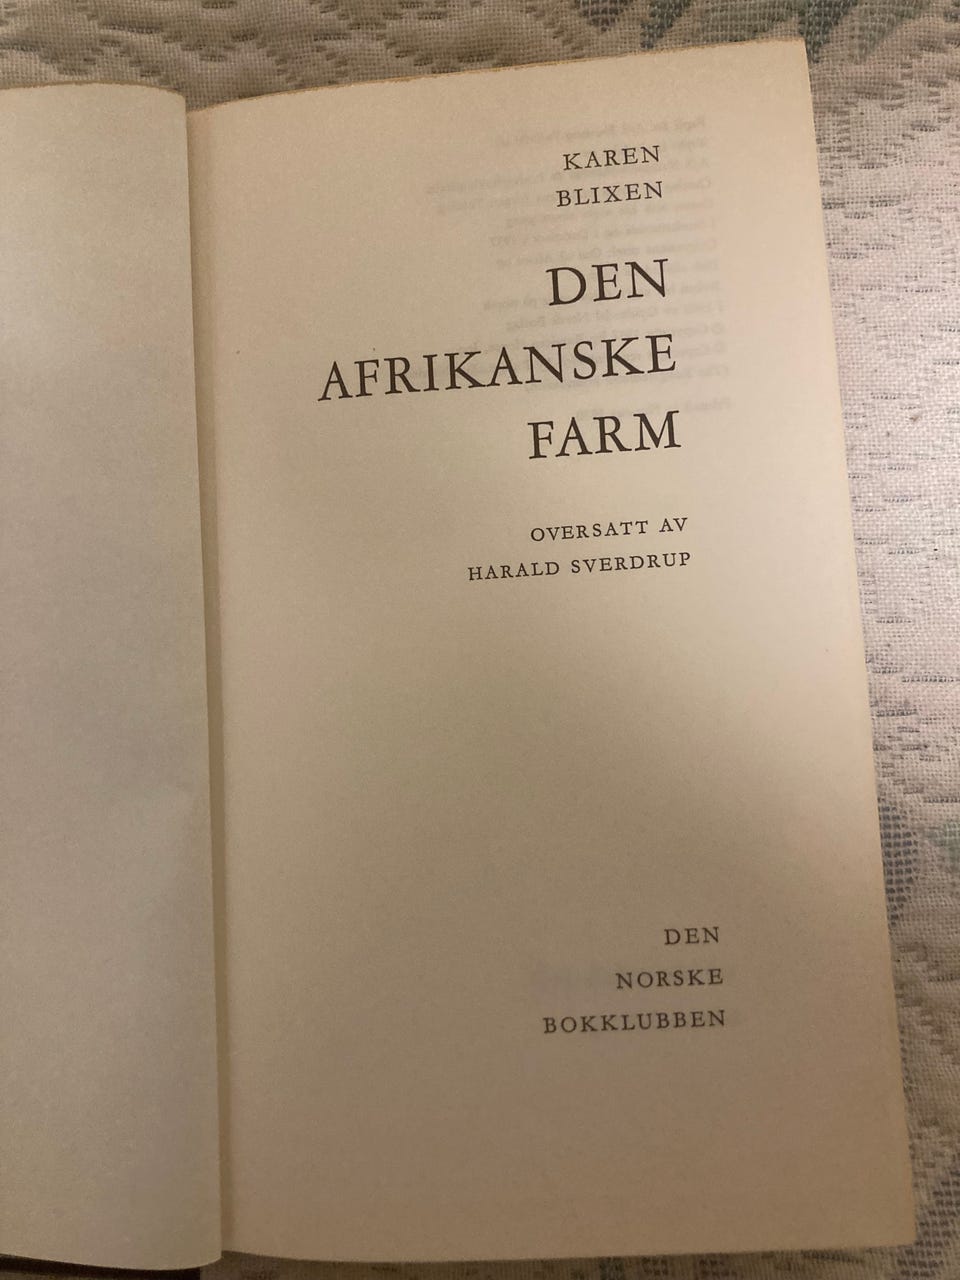 KAREN
BLIXEN
DEN
AFRIKANSKE
FARM
OVERSATT AV
HARALD SVERDRUP
DEN
NORSKE
BOKKLUBBEN